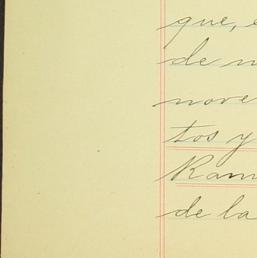 que,
de
nove
tos y
Ram
de la